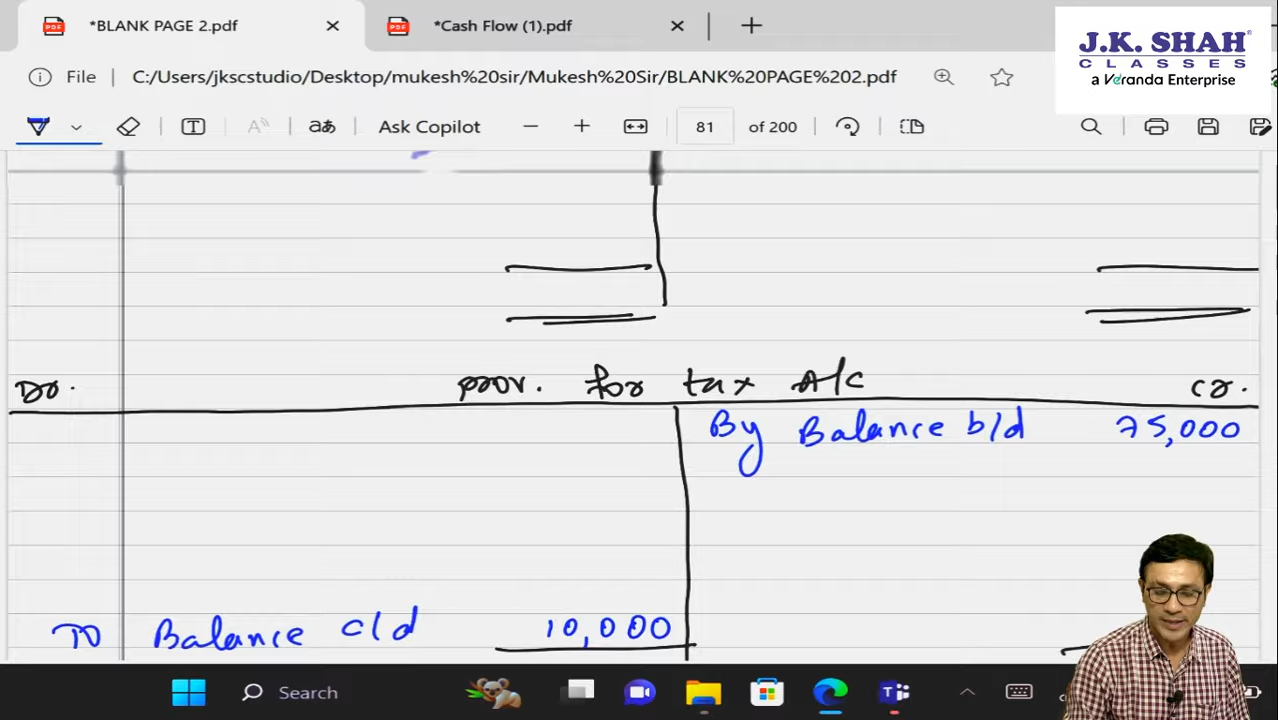 *BLANK PAGE 2.pdf
*Cash Flow (1).pdf
J.K. SHAH®
CLASSES
a Veranda Enterprise
File C:/Users/jkscstudio/Desktop/mukesh%20sir/Mukesh%20Sir/BLANK%20PAGE%202.pdf
Ask Copilot 81 of 200
Dr. prov. for tax A/c cr.
By Balance b/d 75,000
To Balance c/d 10,000
Search